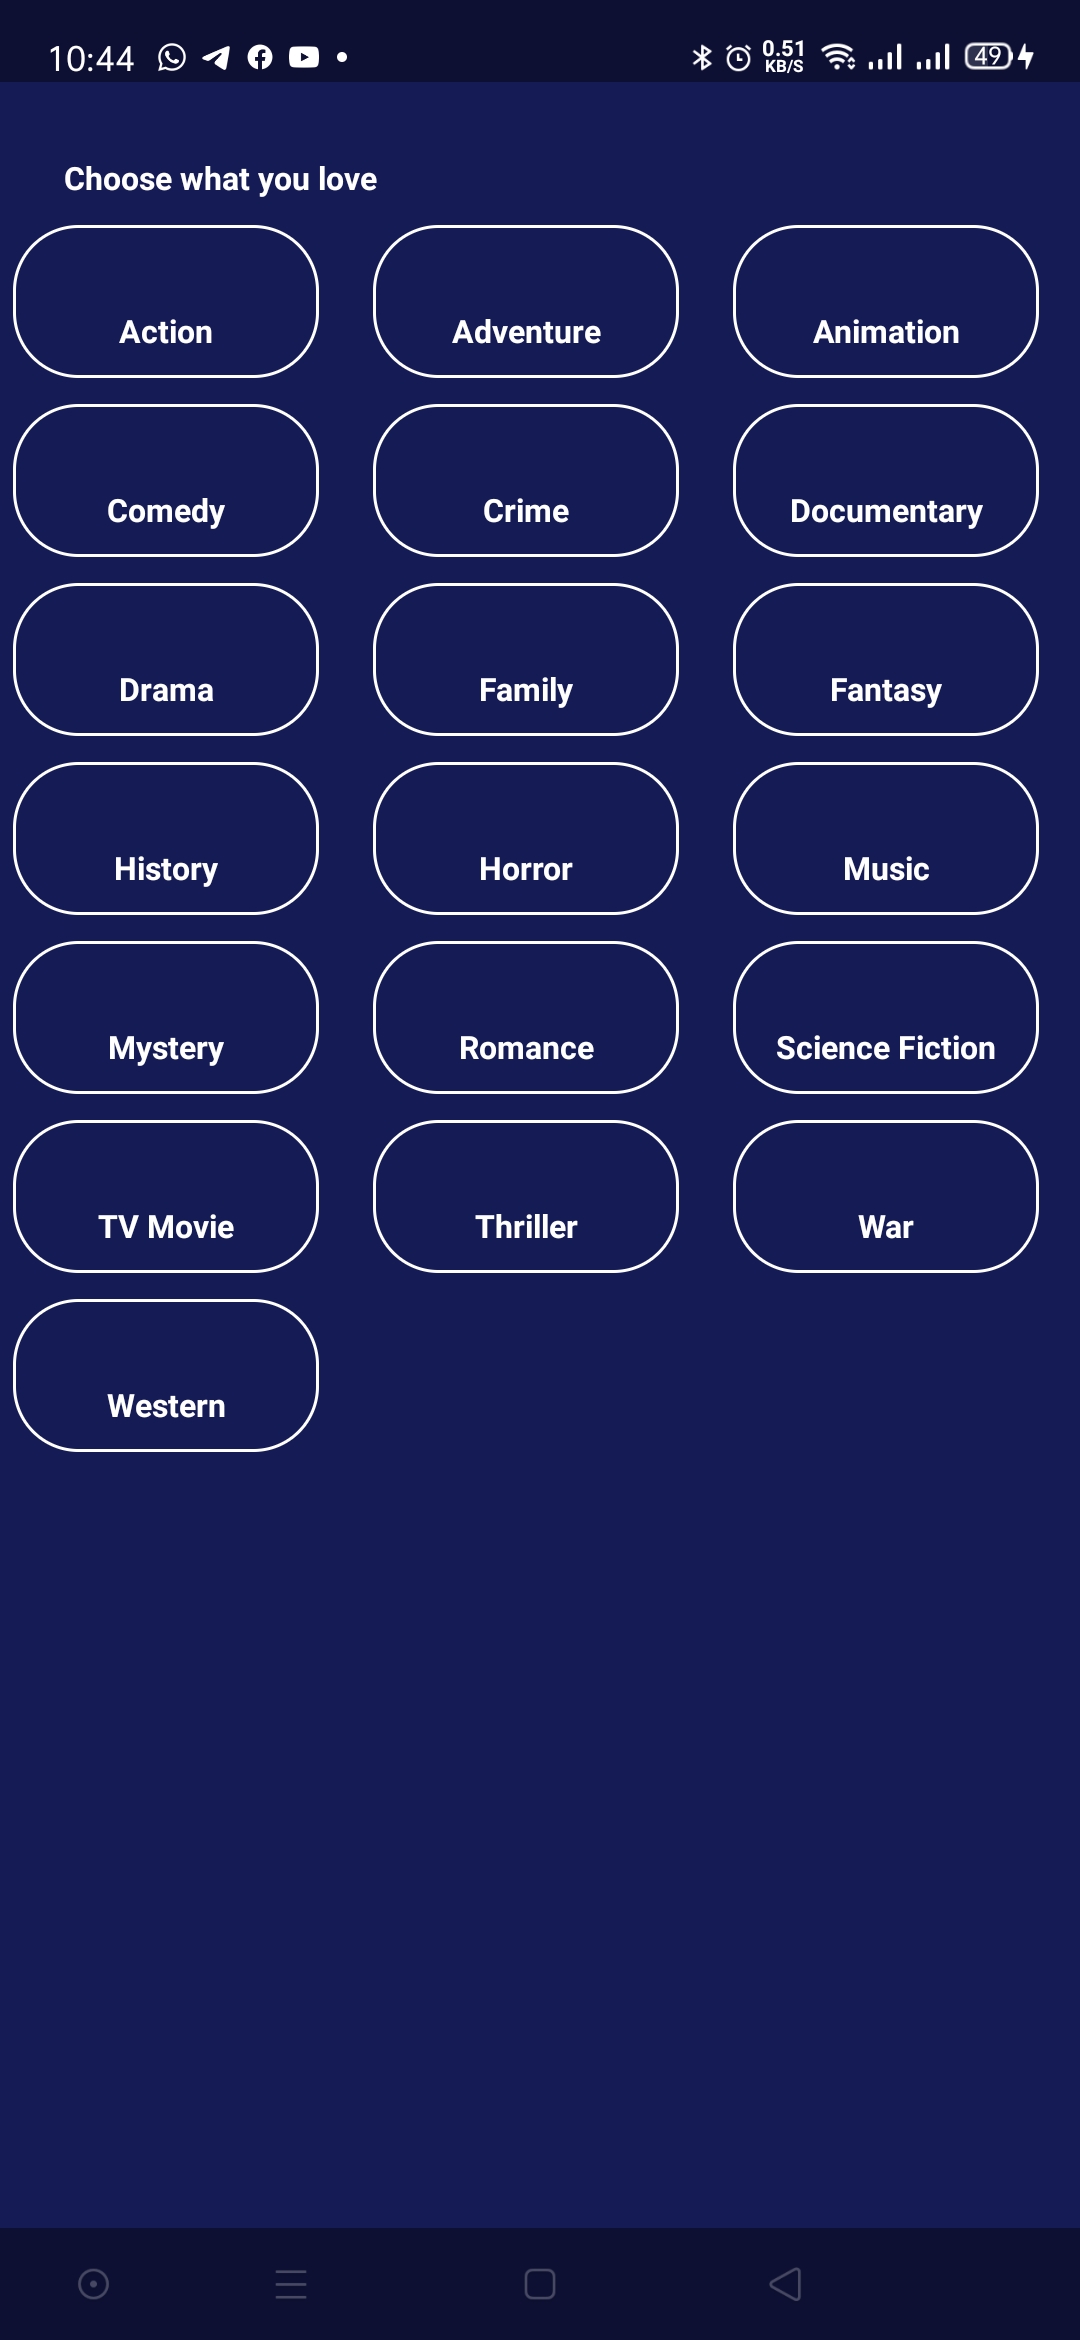 10:44 0.51 KB/S 49
Choose what you love
Action Adventure Animation
Comedy Crime Documentary
Drama Family Fantasy
History Horror Music
Mystery Romance Science Fiction
TV Movie Thriller War
Western